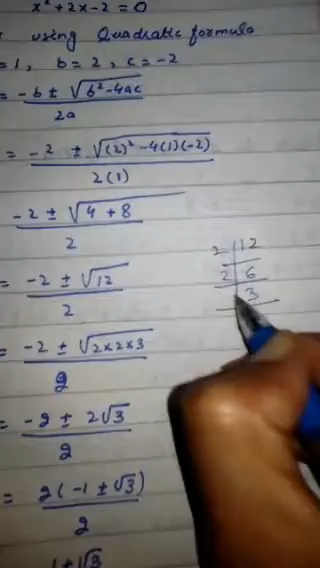 x² + 2x - 2 = 0
using Quadratic formula
= 1, b = 2, c = -2
= -b ± √b² - 4ac
2a
= -2 ± √(2)² - 4(1)(-2)
2(1)
-2 ± √4 + 8
2
= -2 ± √12
2
= -2 ± √2×2×3
2
= -2 ± 2√3
2
= 2(-1 ± √3)
2
2 | 12
2 | 6
3